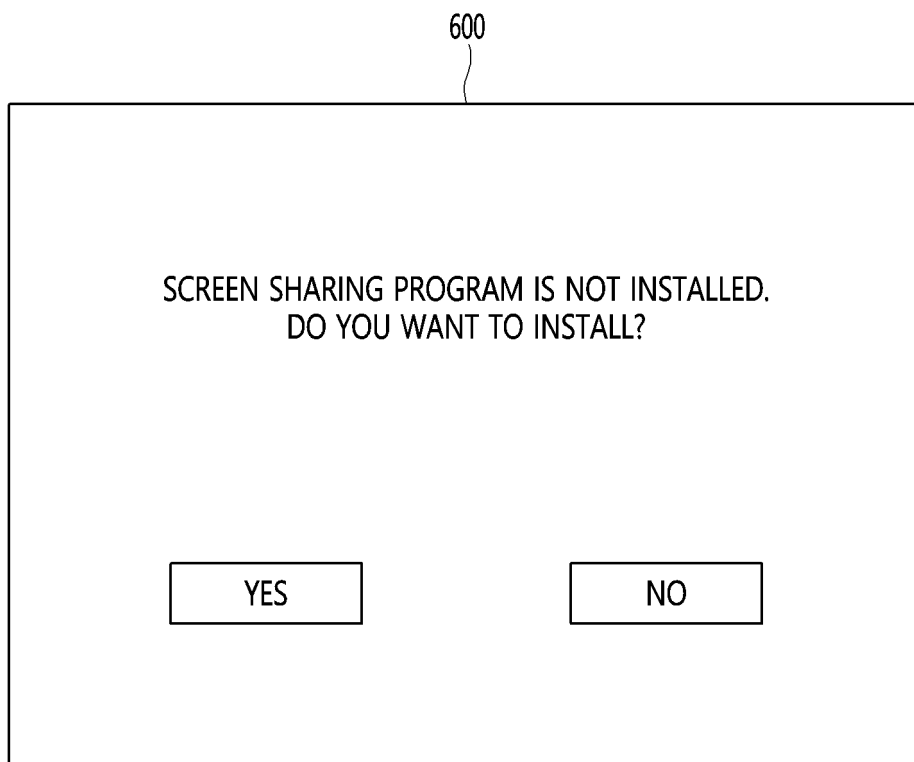 600
SCREEN SHARING PROGRAM IS NOT INSTALLED.
DO YOU WANT TO INSTALL?
YES
NO